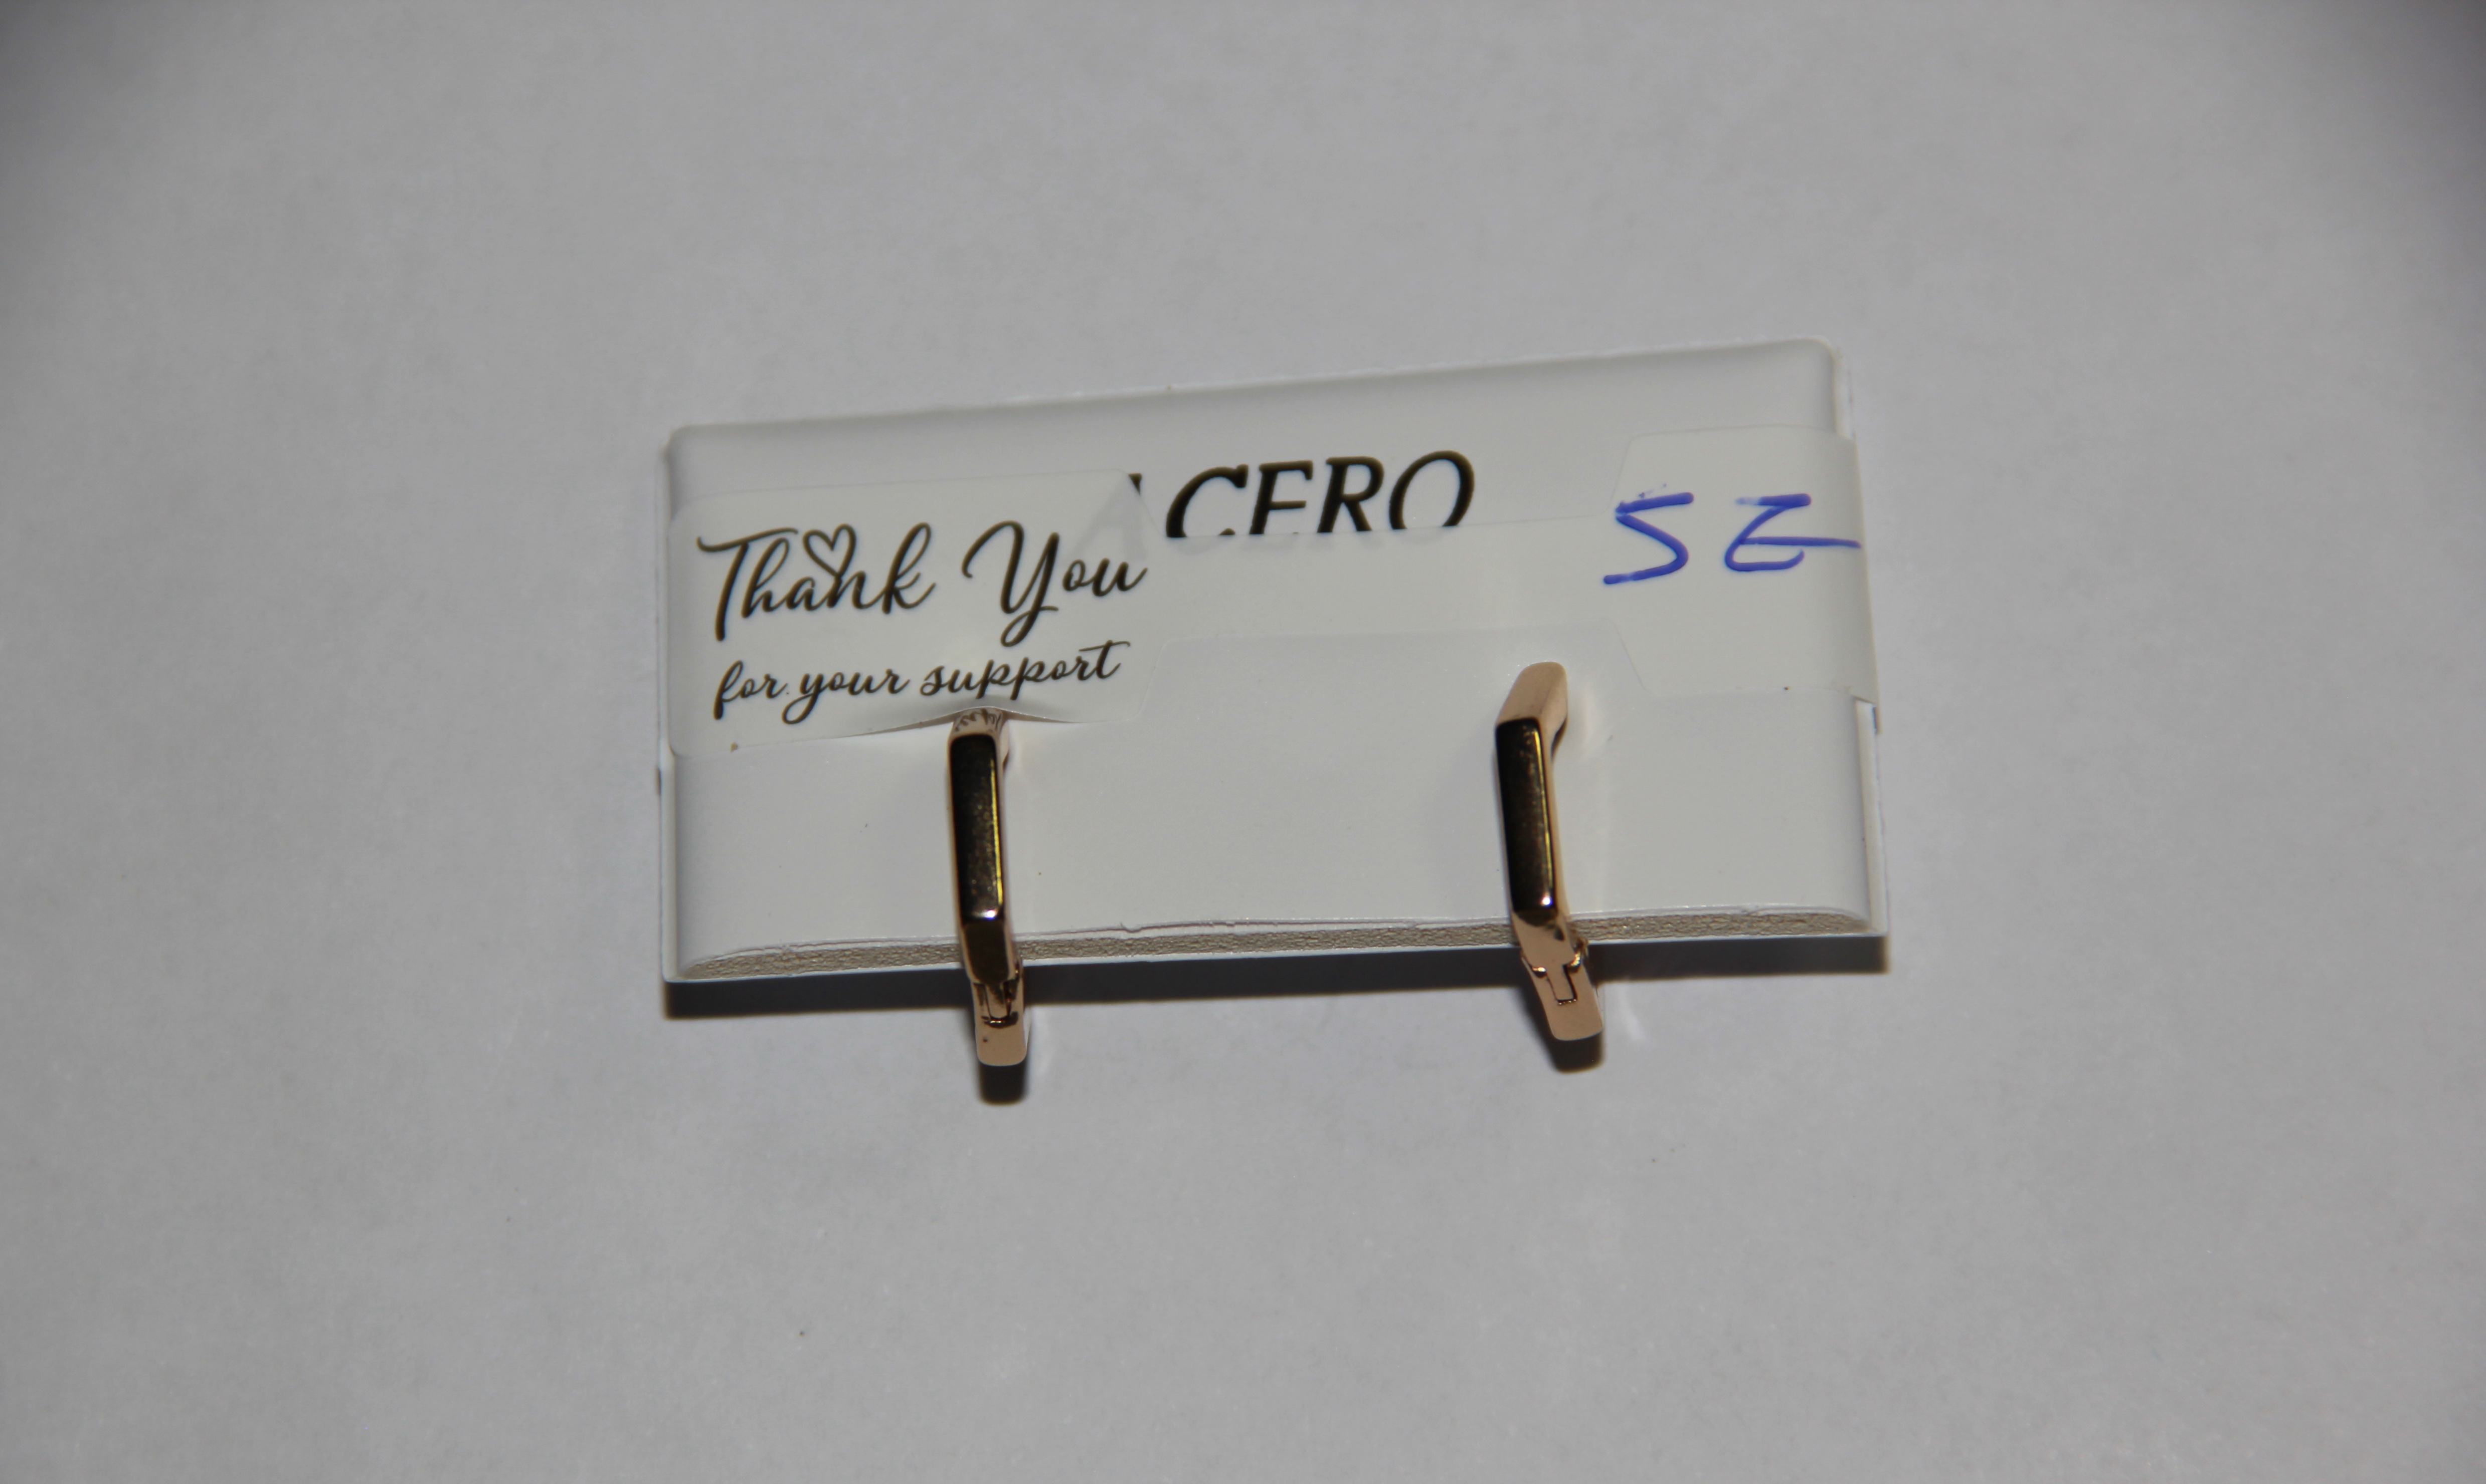 ACERO
5 €
Thank You
for your support